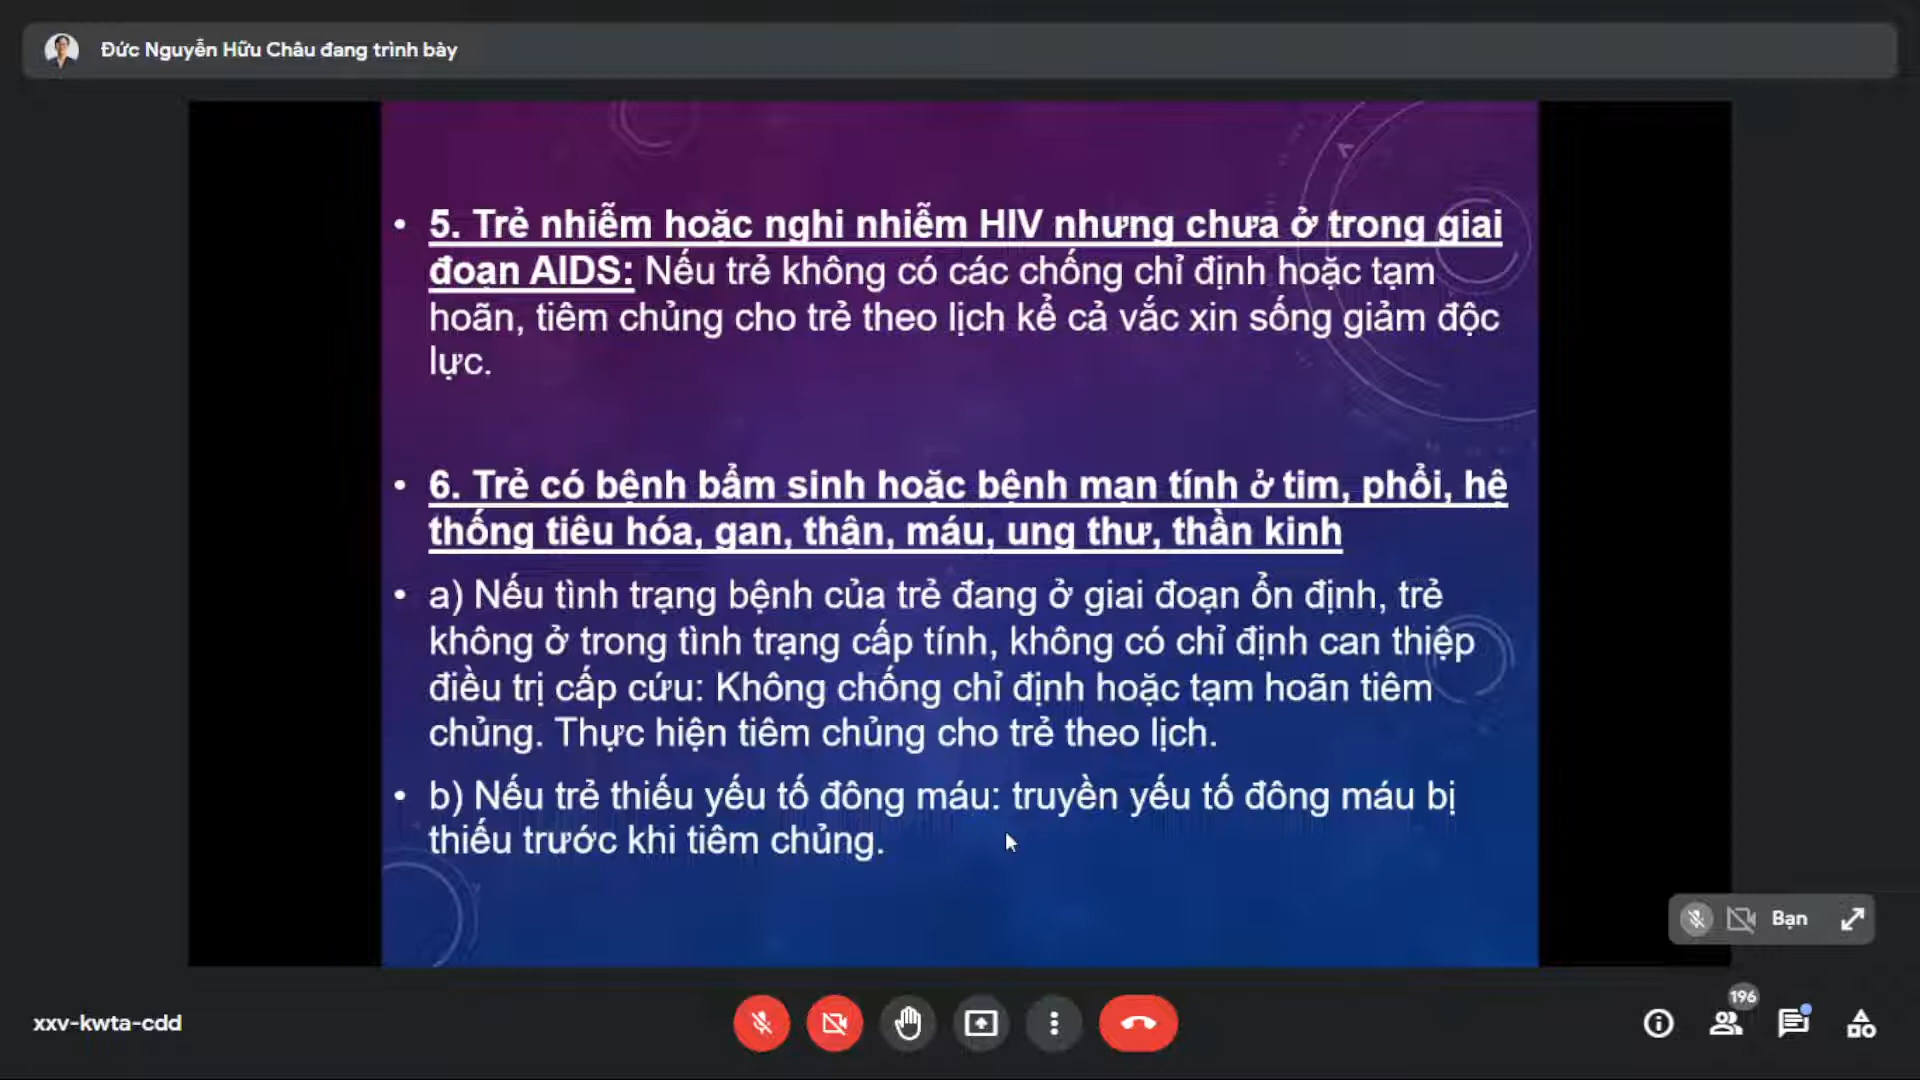 Đức Nguyễn Hữu Châu đang trình bày
• 5. Trẻ nhiễm hoặc nghi nhiễm HIV nhưng chưa ở trong giai
đoạn AIDS: Nếu trẻ không có các chống chỉ định hoặc tạm
hoãn, tiêm chủng cho trẻ theo lịch kể cả vắc xin sống giảm độc
lực.
• 6. Trẻ có bệnh bẩm sinh hoặc bệnh mạn tính ở tim, phổi, hệ
thống tiêu hóa, gan, thận, máu, ung thư, thần kinh
• a) Nếu tình trạng bệnh của trẻ đang ở giai đoạn ổn định, trẻ
không ở trong tình trạng cấp tính, không có chỉ định can thiệp
điều trị cấp cứu: Không chống chỉ định hoặc tạm hoãn tiêm
chủng. Thực hiện tiêm chủng cho trẻ theo lịch.
• b) Nếu trẻ thiếu yếu tố đông máu: truyền yếu tố đông máu bị
thiếu trước khi tiêm chủng.
Bạn
xxv-kwta-cdd
196